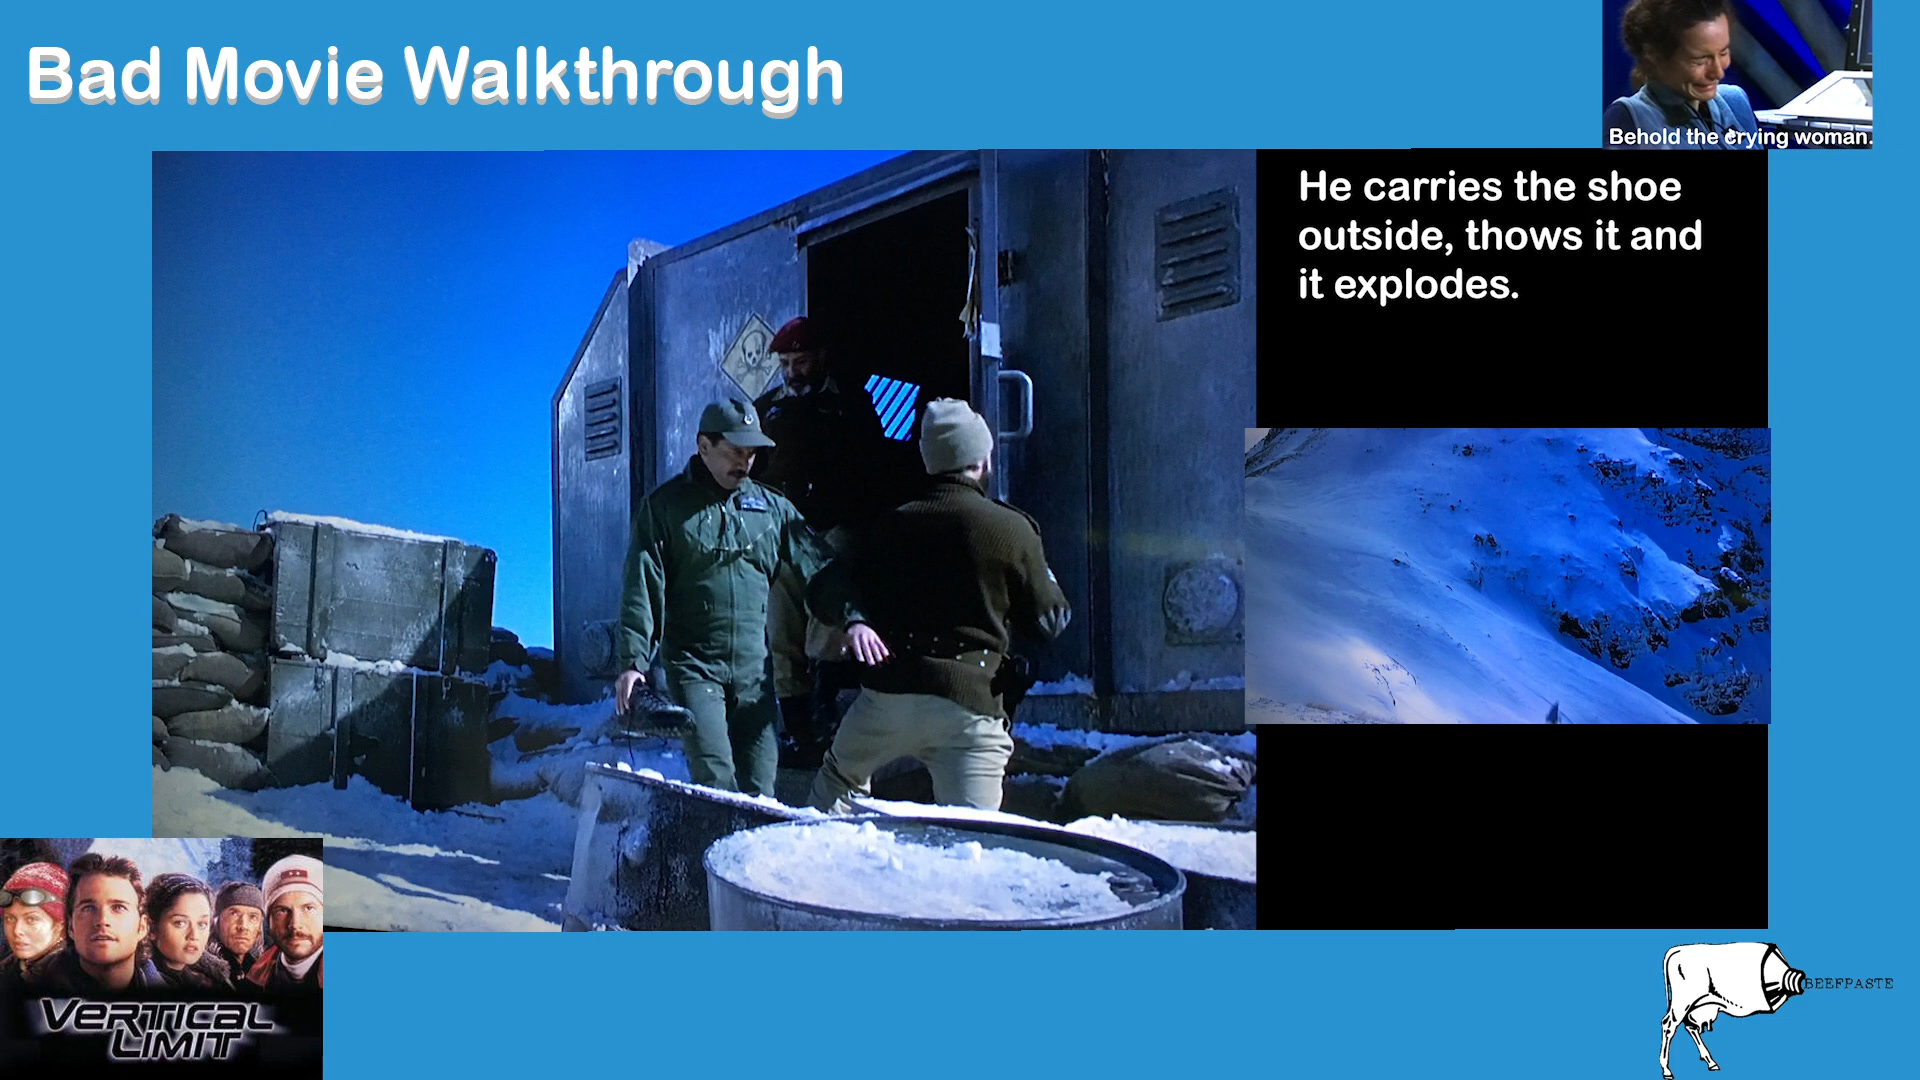 Bad Movie Walkthrough
Behold the crying woman.
He carries the shoe
outside, thows it and
it explodes.
VERTICAL
LIMIT
BEEFPASTE